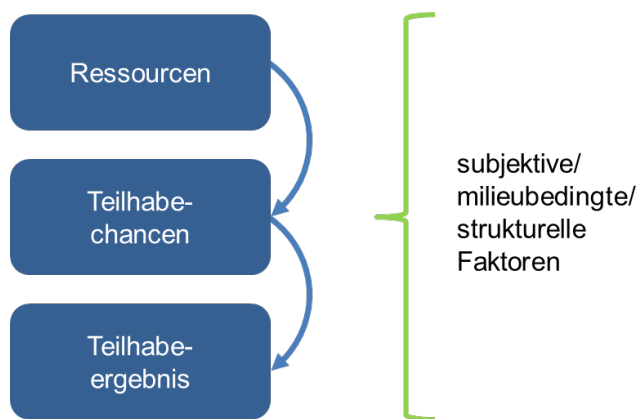 Ressourcen
Teilhabe-
chancen
Teilhabe-
ergebnis
subjektive/
milieubedingte/
strukturelle
Faktoren